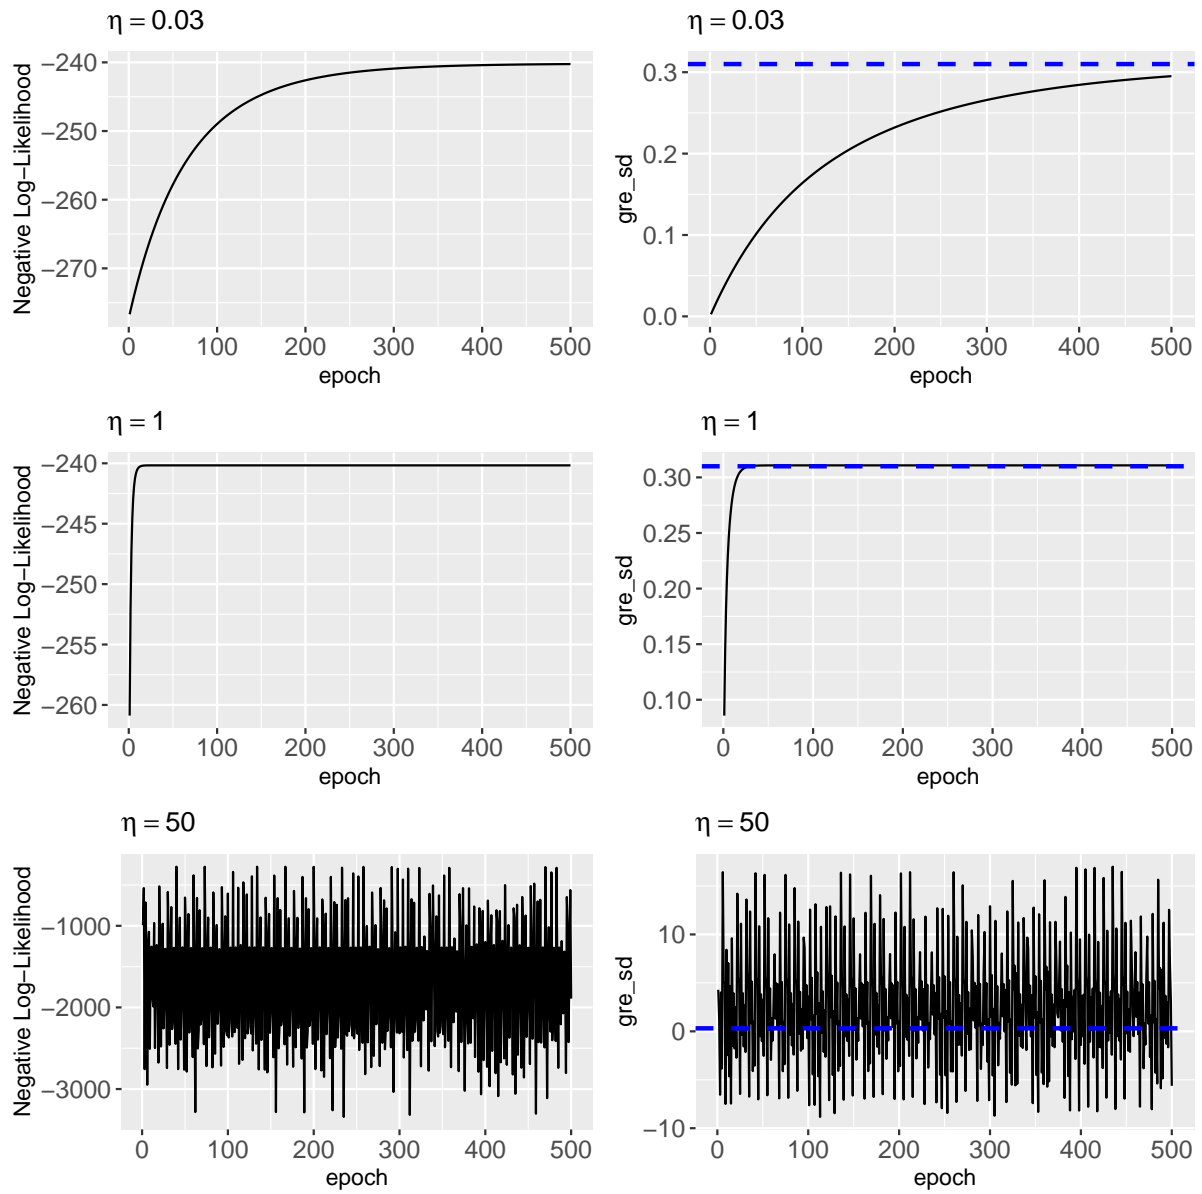 η = 0.03
Negative Log−Likelihood
−240
−250
−260
−270
0 100 200 300 400 500
epoch
η = 0.03
gre_sd
0.3
0.2
0.1
0.0
0 100 200 300 400 500
epoch
η = 1
Negative Log−Likelihood
−240
−245
−250
−255
−260
0 100 200 300 400 500
epoch
η = 1
gre_sd
0.30
0.25
0.20
0.15
0.10
0 100 200 300 400 500
epoch
η = 50
Negative Log−Likelihood
−1000
−2000
−3000
0 100 200 300 400 500
epoch
η = 50
gre_sd
10
0
−10
0 100 200 300 400 500
epoch